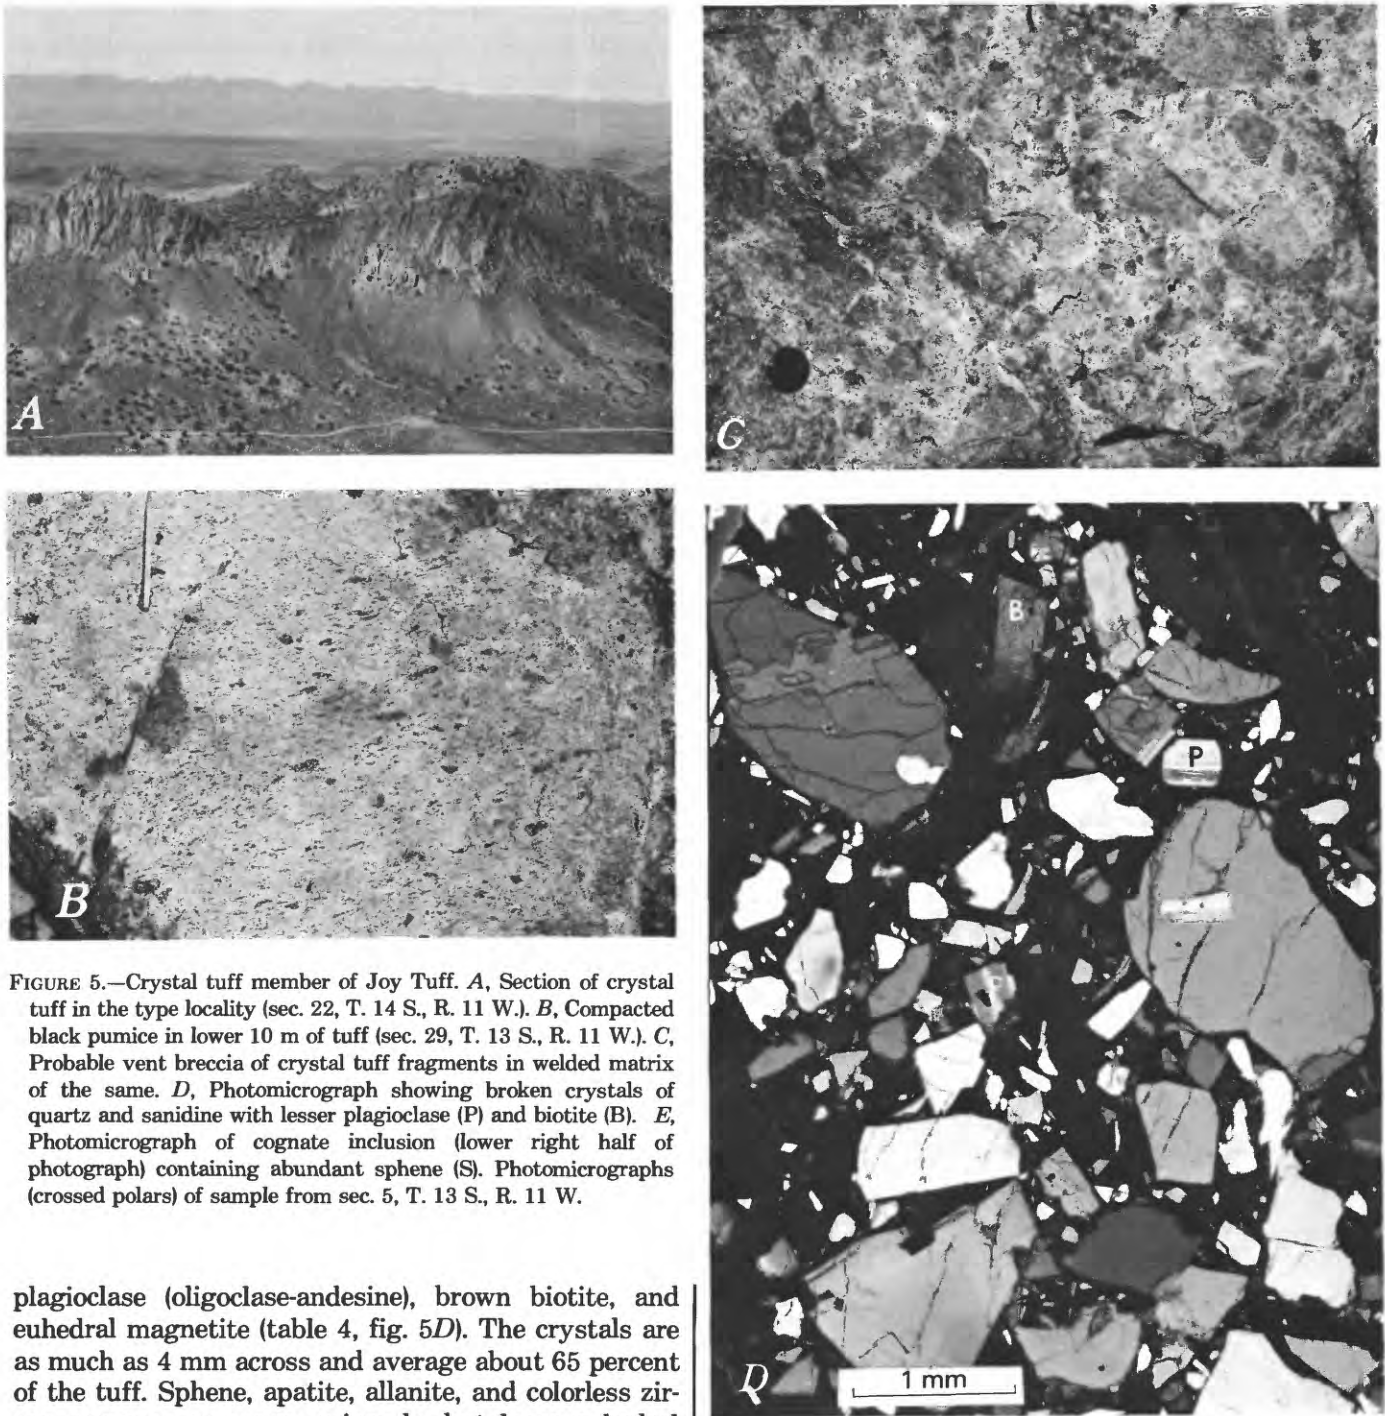 A
C
B
B
P
P
D
1 mm
FIGURE 5.—Crystal tuff member of Joy Tuff. A, Section of crystal
tuff in the type locality (sec. 22, T. 14 S., R. 11 W.). B, Compacted
black pumice in lower 10 m of tuff (sec. 29, T. 13 S., R. 11 W.). C,
Probable vent breccia of crystal tuff fragments in welded matrix
of the same. D, Photomicrograph showing broken crystals of
quartz and sanidine with lesser plagioclase (P) and biotite (B). E,
Photomicrograph of cognate inclusion (lower right half of
photograph) containing abundant sphene (S). Photomicrographs
(crossed polars) of sample from sec. 5, T. 13 S., R. 11 W.
plagioclase (oligoclase-andesine), brown biotite, and
euhedral magnetite (table 4, fig. 5D). The crystals are
as much as 4 mm across and average about 65 percent
of the tuff. Sphene, apatite, allanite, and colorless zir-